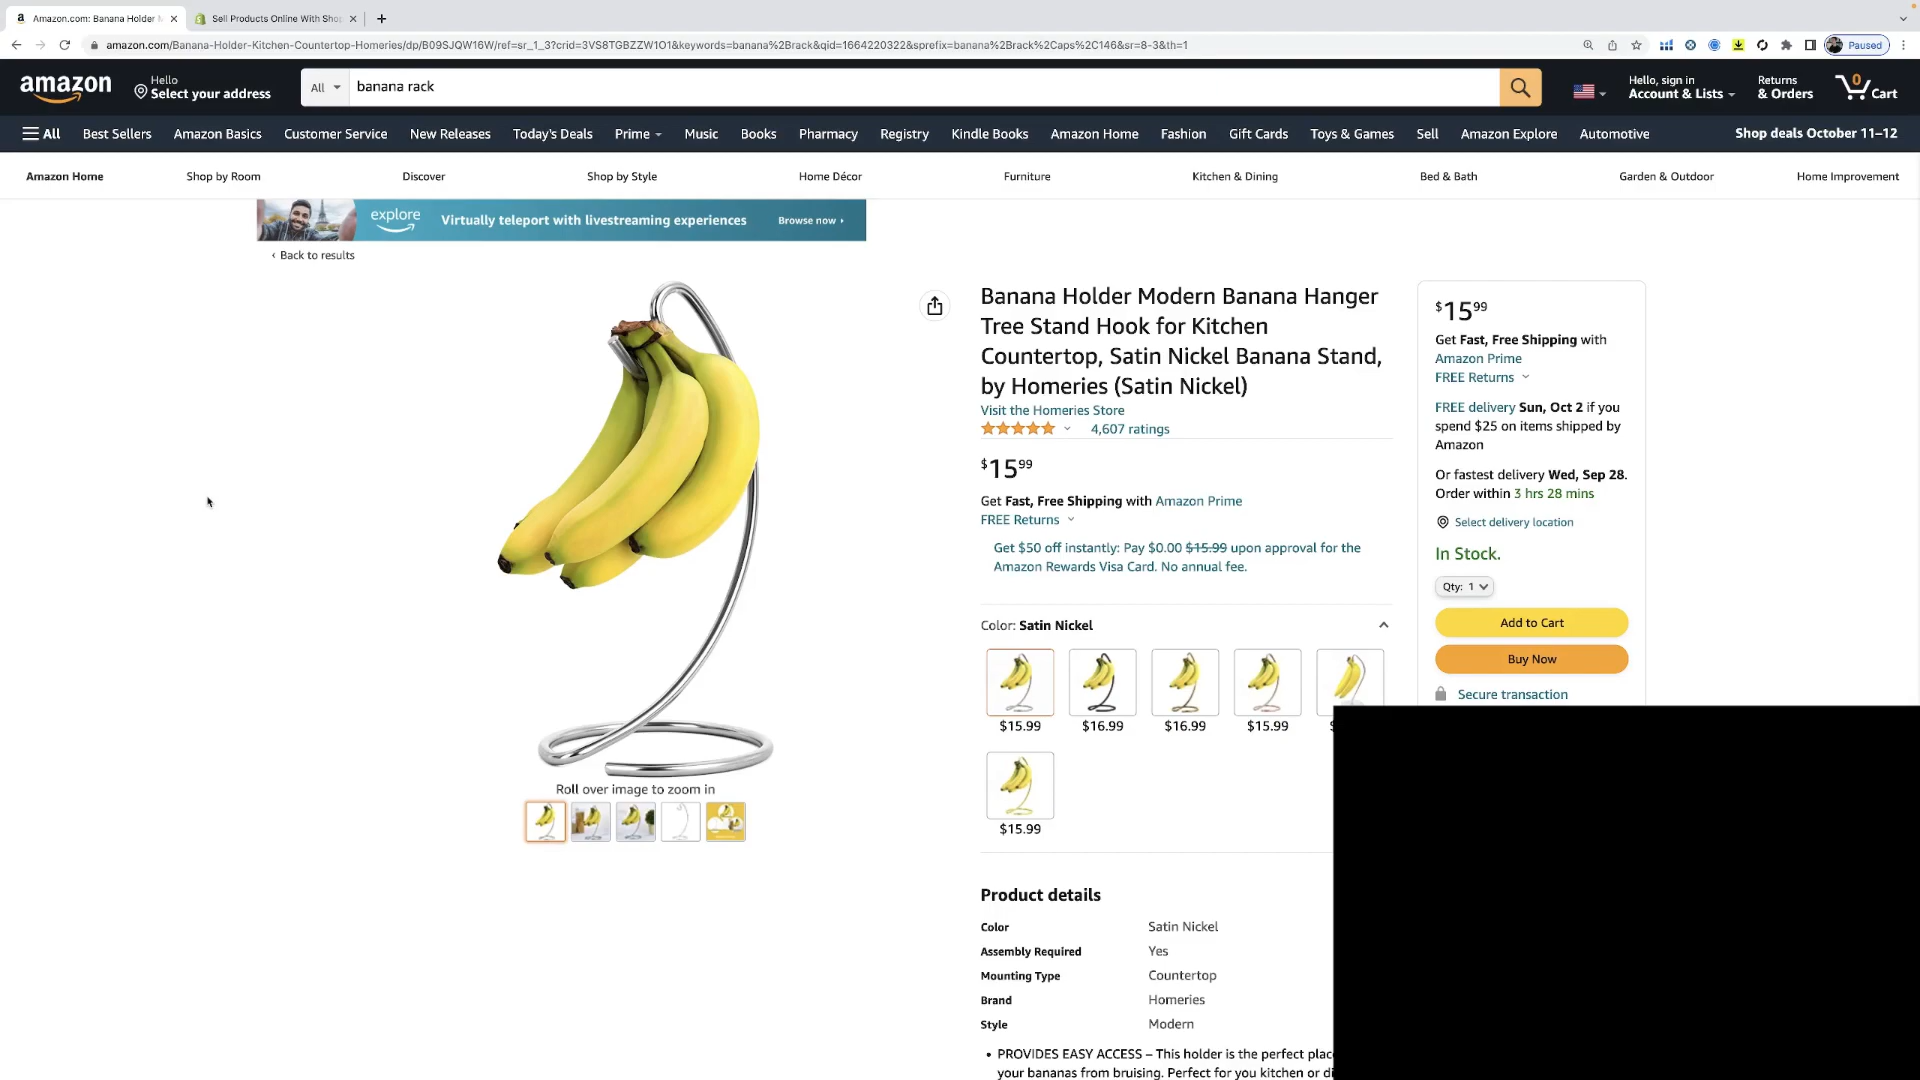 Amazon.com: Banana Holder M
Sell Products Online With Shop
amazon.com/Banana-Holder-Kitchen-Countertop-Homeries/dp/B09SJQW16W/ref=sr_1_3?crid=3VS8TGBZZW1O1&keywords=banana%2Brack&qid=1664220322&sprefix=banana%2Brack%2Caps%2C146&sr=8-3&th=1
Paused
amazon
Hello
Select your address
All
banana rack
Hello, sign in
Account & Lists
Returns
& Orders
0
Cart
All
Best Sellers
Amazon Basics
Customer Service
New Releases
Today's Deals
Prime
Music
Books
Pharmacy
Registry
Kindle Books
Amazon Home
Fashion
Gift Cards
Toys & Games
Sell
Amazon Explore
Automotive
Shop deals October 11–12
Amazon Home
Shop by Room
Discover
Shop by Style
Home Décor
Furniture
Kitchen & Dining
Bed & Bath
Garden & Outdoor
Home Improvement
explore
Virtually teleport with livestreaming experiences
Browse now
‹ Back to results
Roll over image to zoom in
Banana Holder Modern Banana Hanger
Tree Stand Hook for Kitchen
Countertop, Satin Nickel Banana Stand,
by Homeries (Satin Nickel)
Visit the Homeries Store
4,607 ratings
$15 99
Get Fast, Free Shipping with Amazon Prime
FREE Returns
Get $50 off instantly: Pay $0.00 $15.99 upon approval for the
Amazon Rewards Visa Card. No annual fee.
Color: Satin Nickel
$15.99
$16.99
$16.99
$15.99
$15.99
Product details
Color Satin Nickel
Assembly Required Yes
Mounting Type Countertop
Brand Homeries
Style Modern
• PROVIDES EASY ACCESS – This holder is the perfect
your bananas from bruising. Perfect for you kitchen or
$15 99
Get Fast, Free Shipping with
Amazon Prime
FREE Returns
FREE delivery Sun, Oct 2 if you
spend $25 on items shipped by
Amazon
Or fastest delivery Wed, Sep 28.
Order within 3 hrs 28 mins
Select delivery location
In Stock.
Qty: 1
Add to Cart
Buy Now
Secure transaction